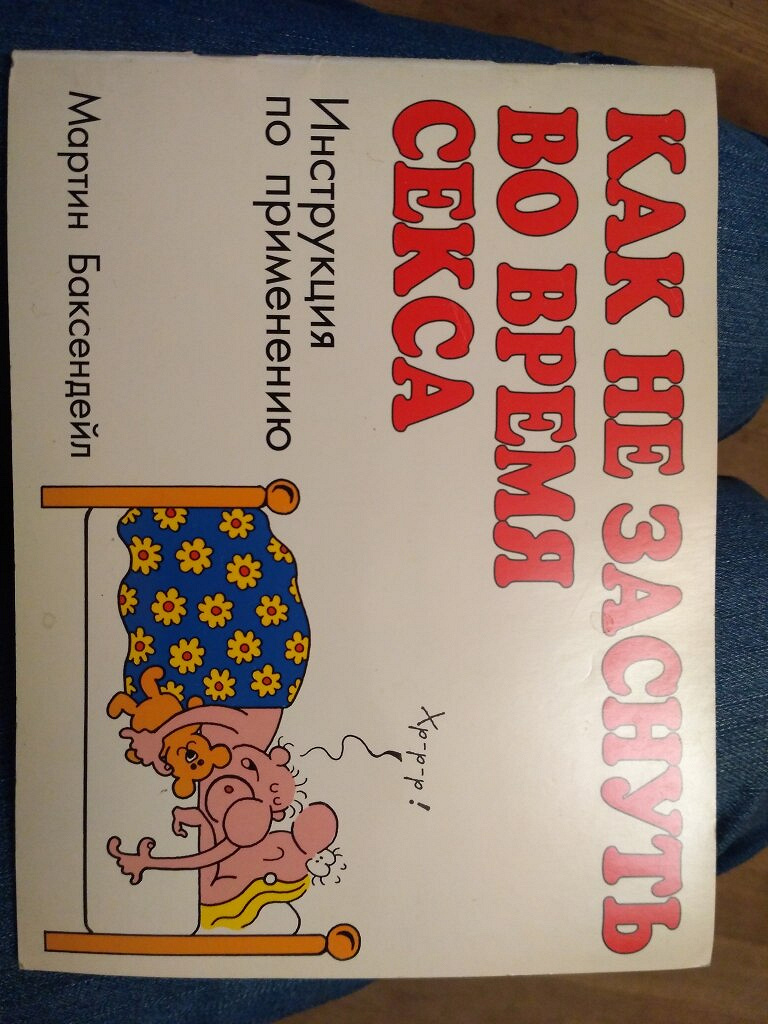 КАК НЕ ЗАСНУТЬ
ВО ВРЕМЯ
СЕКСА
Инструкция
по применению
Мартин Баксендейл
Хр-р-р!